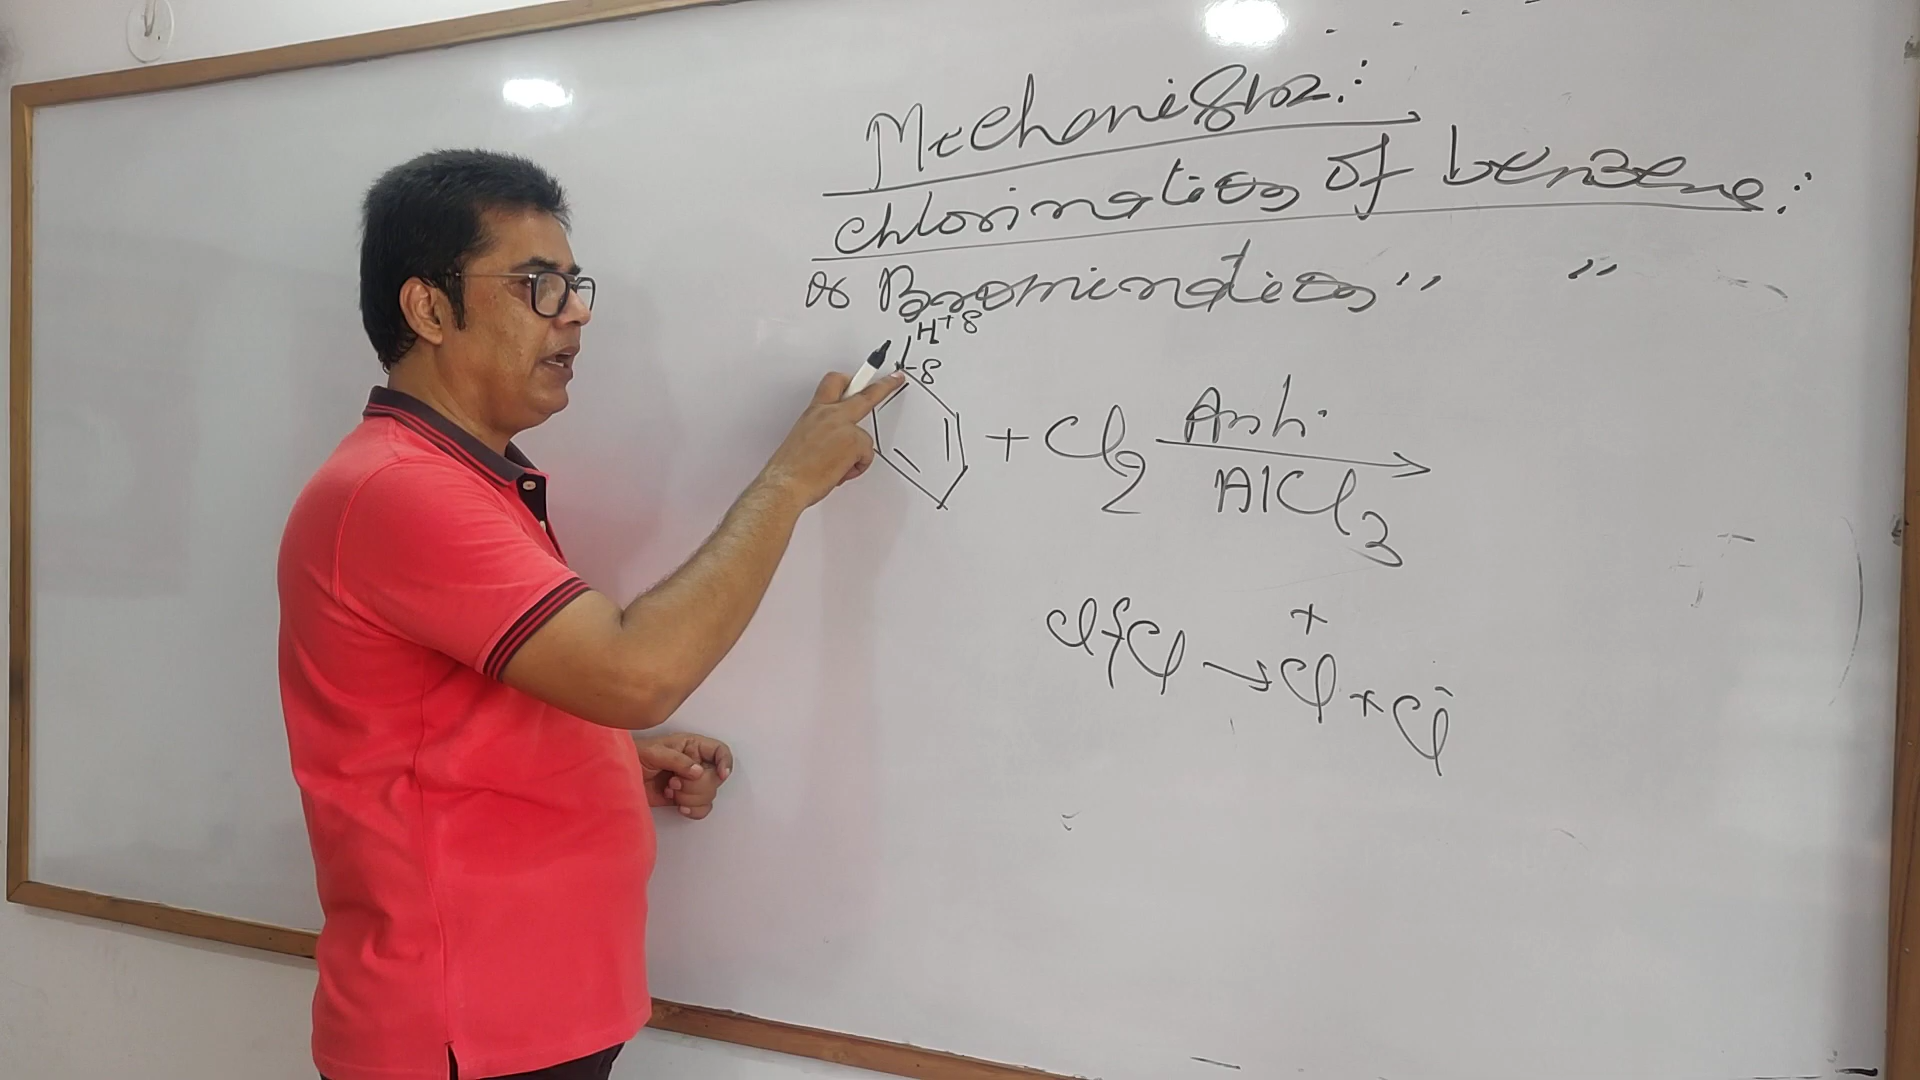 Mechanism:
chlorination of benzene:
or Bromination " "
H+δ
-δ
+ Cl2 Anh.
AlCl3
Cl Cl → Cl+ + Cl-